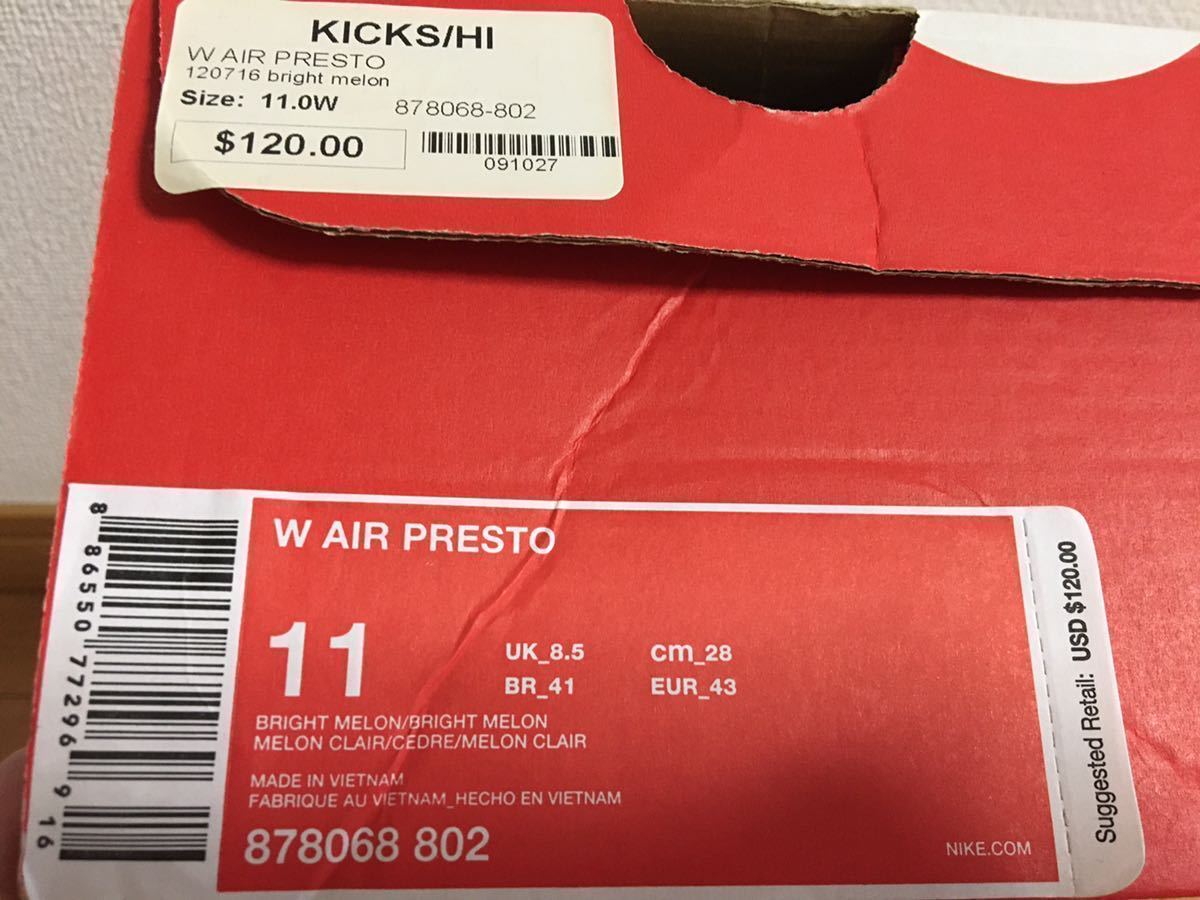 KICKS/HI
W AIR PRESTO
120716 bright melon
Size: 11.0W 878068-802
$120.00
091027
W AIR PRESTO
11
UK_8.5 cm_28
BR_41 EUR_43
BRIGHT MELON/BRIGHT MELON
MELON CLAIR/CEDRE/MELON CLAIR
MADE IN VIETNAM
FABRIQUE AU VIETNAM_HECHO EN VIETNAM
878068 802
NIKE.COM
8 86550 77296 9 16
Suggested Retail: USD $120.00